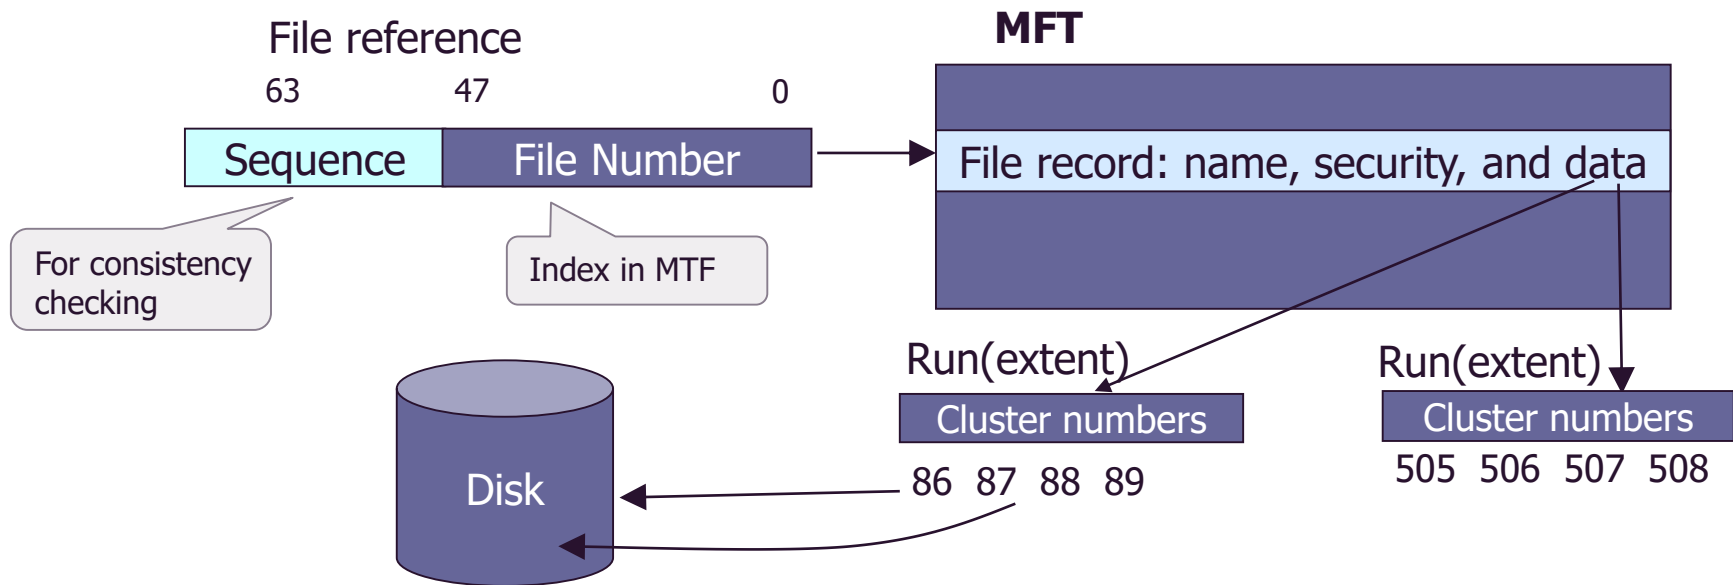 File reference
63 47 0
Sequence File Number
For consistency
checking
Index in MTF
MFT
File record: name, security, and data
Run(extent)
Cluster numbers
86 87 88 89
Run(extent)
Cluster numbers
505 506 507 508
Disk